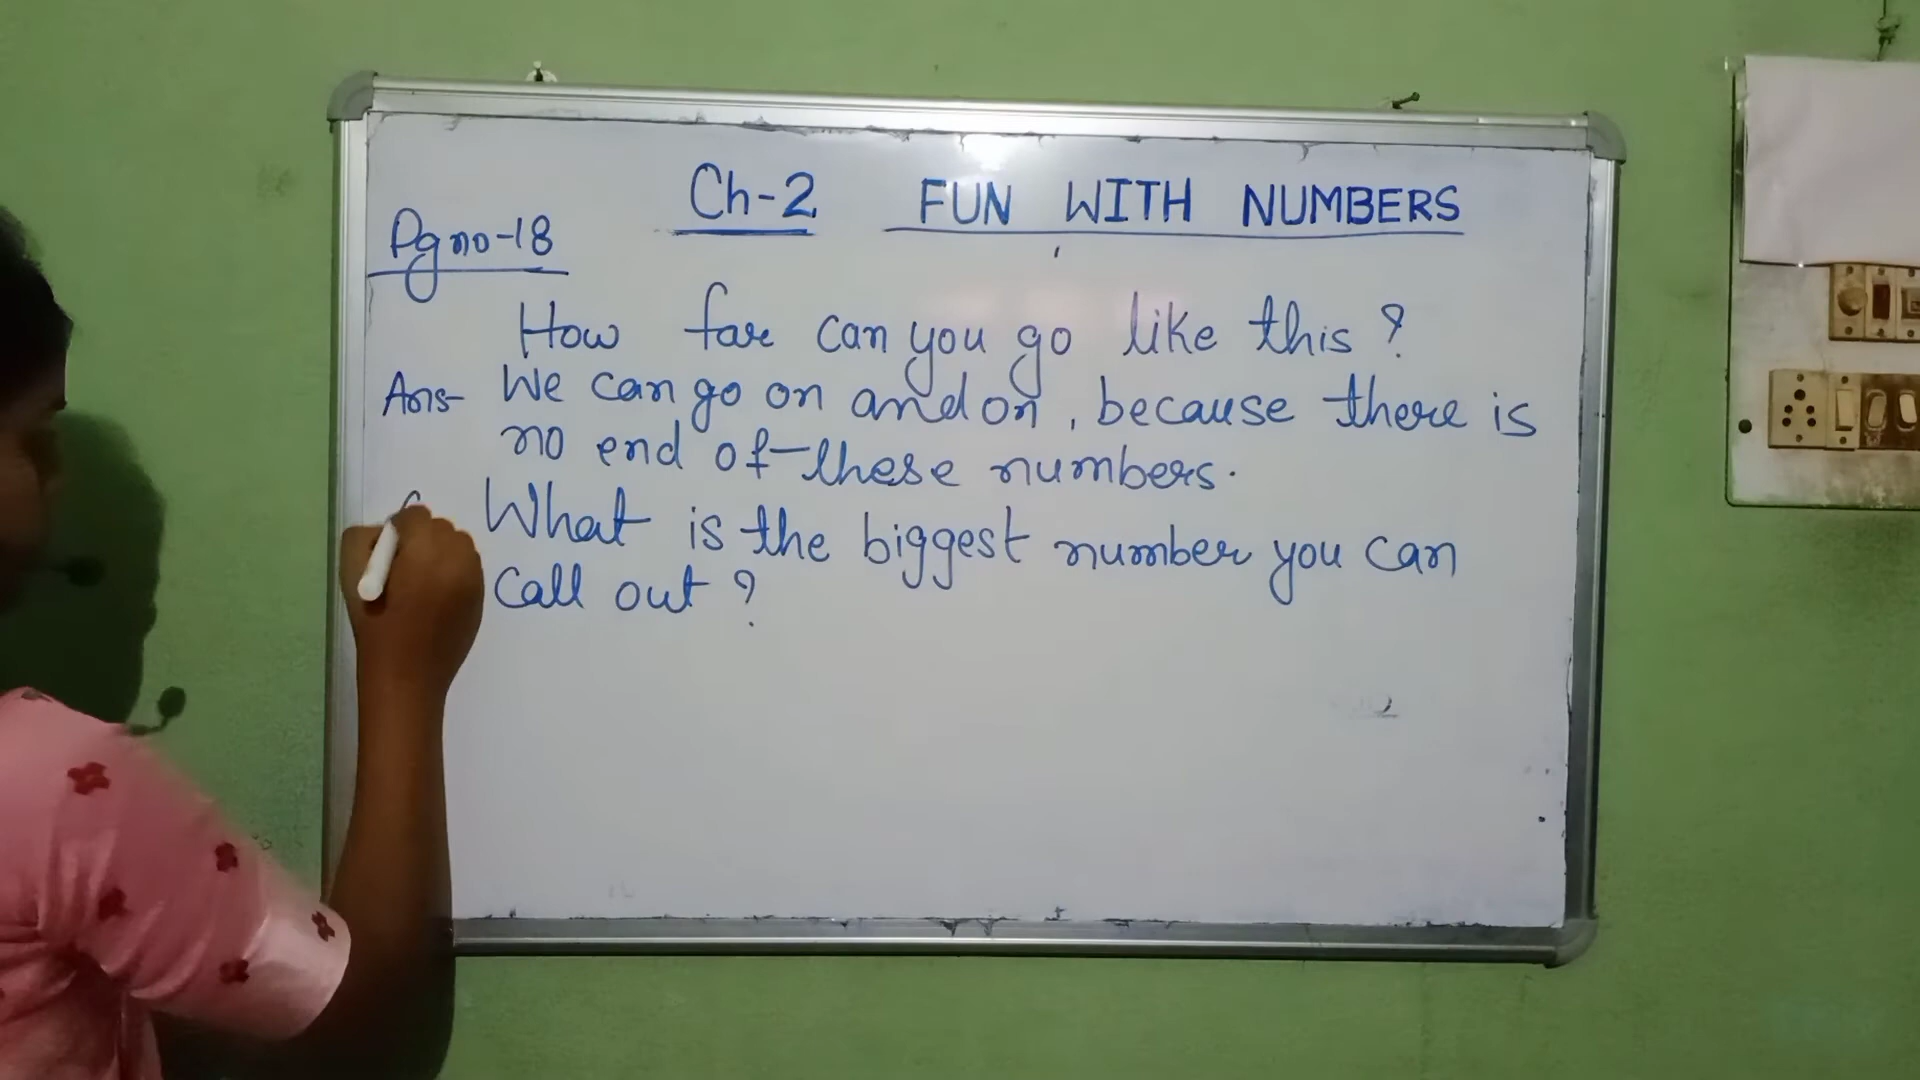 Ch-2 FUN WITH NUMBERS
Pg no-18
How far can you go like this?
Ans- We can go on and on, because there is
no end of these numbers.
What is the biggest number you can
call out?